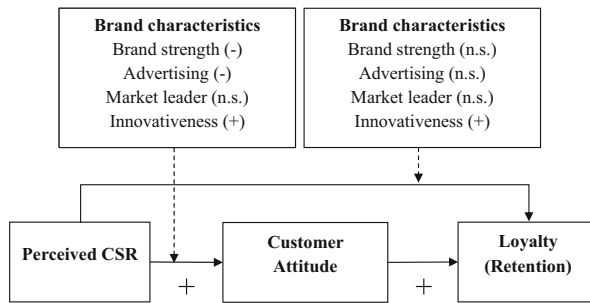 Brand characteristics
Brand strength (-)
Advertising (-)
Market leader (n.s.)
Innovativeness (+)
Brand characteristics
Brand strength (n.s.)
Advertising (n.s.)
Market leader (n.s.)
Innovativeness (+)
Perceived CSR
+
Customer
Attitude
+
Loyalty
(Retention)